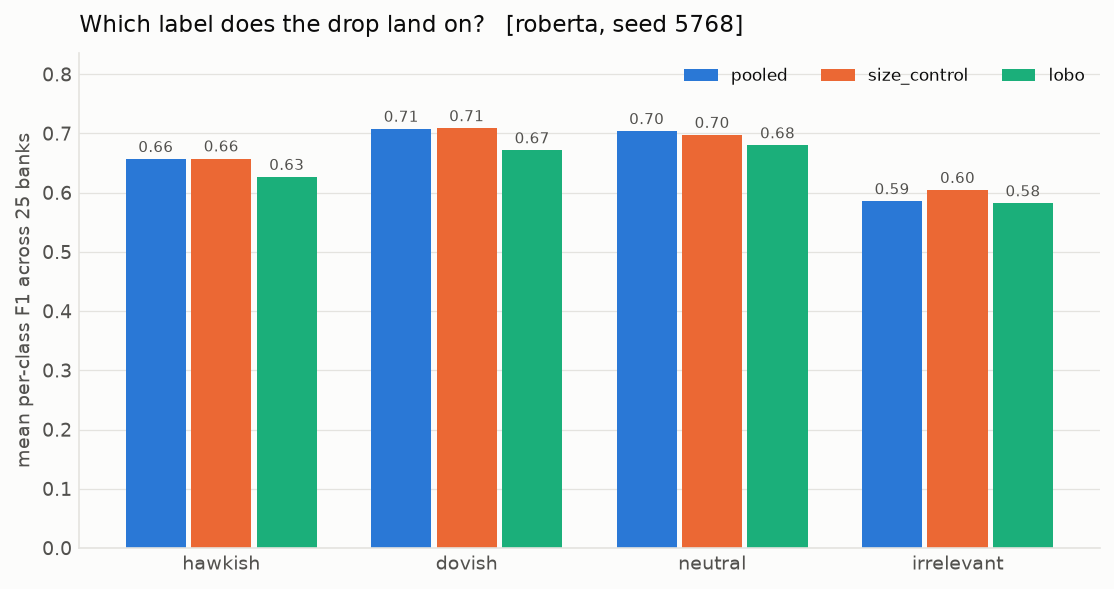 Which label does the drop land on?   [roberta, seed 5768]
pooled
size_control
lobo
mean per-class F1 across 25 banks
0.8
0.7
0.6
0.5
0.4
0.3
0.2
0.1
0.0
0.66
0.66
0.63
0.71
0.71
0.67
0.70
0.70
0.68
0.59
0.60
0.58
hawkish
dovish
neutral
irrelevant